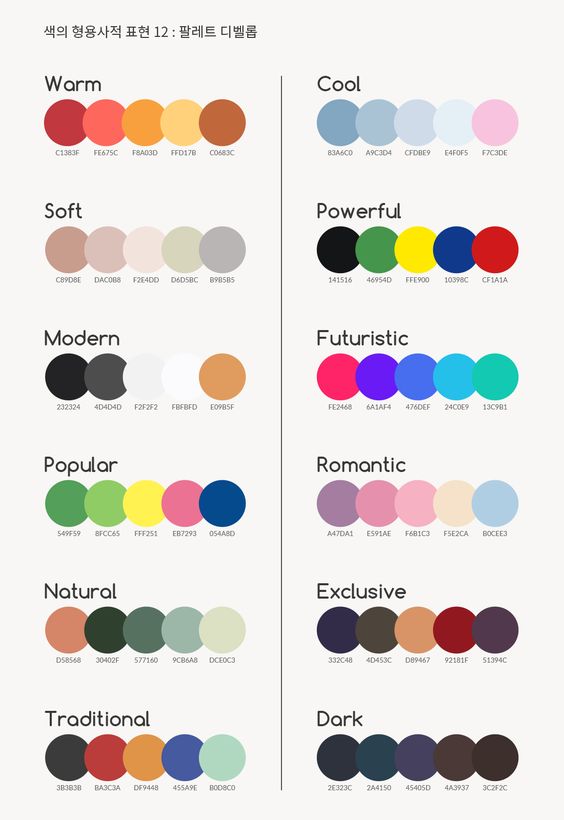 색의 형용사적 표현 12 : 팔레트 디벨롭
Warm
C1383F FE675C F8A03D FFD17B C0683C
Cool
83A6C0 A9C3D4 CFDBE9 E4F0F5 F7C3DE
Soft
C89D8E DAC0B8 F2E4DD D6D5BC B9B5B5
Powerful
141516 46954D FFE900 10398C CF1A1A
Modern
232324 4D4D4D F2F2F2 FBFBFD E09B5F
Futuristic
FE2468 6A1AF4 476DEF 24C0E9 13C9B1
Popular
549F59 8FCC65 FFF251 EB7293 054A8D
Romantic
A47DA1 E591AE F6B1C3 F5E2CA B0CEE3
Natural
D58568 30402F 577160 9CB6A8 DCE0C3
Exclusive
332C48 4D453C D89467 92181F 51394C
Traditional
3B3B3B BA3C3A DF9448 455A9E B0D8C0
Dark
2E323C 2A4150 45405D 4A3937 3C2F2C